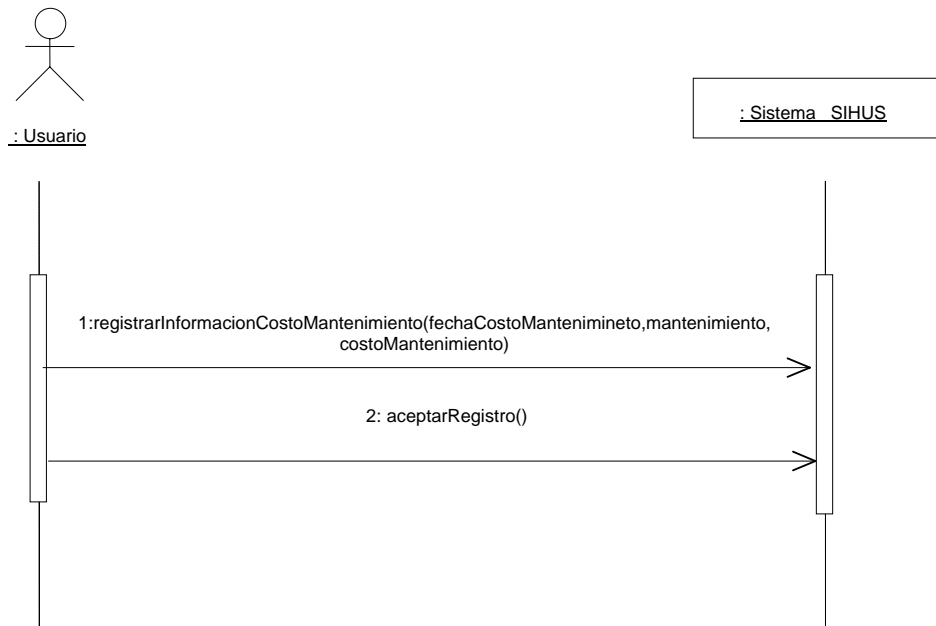 : Usuario
: Sistema SIHUS
1:registrarInformacionCostoMantenimiento(fechaCostoMantenimineto,mantenimiento,
costoMantenimiento)
2: aceptarRegistro()